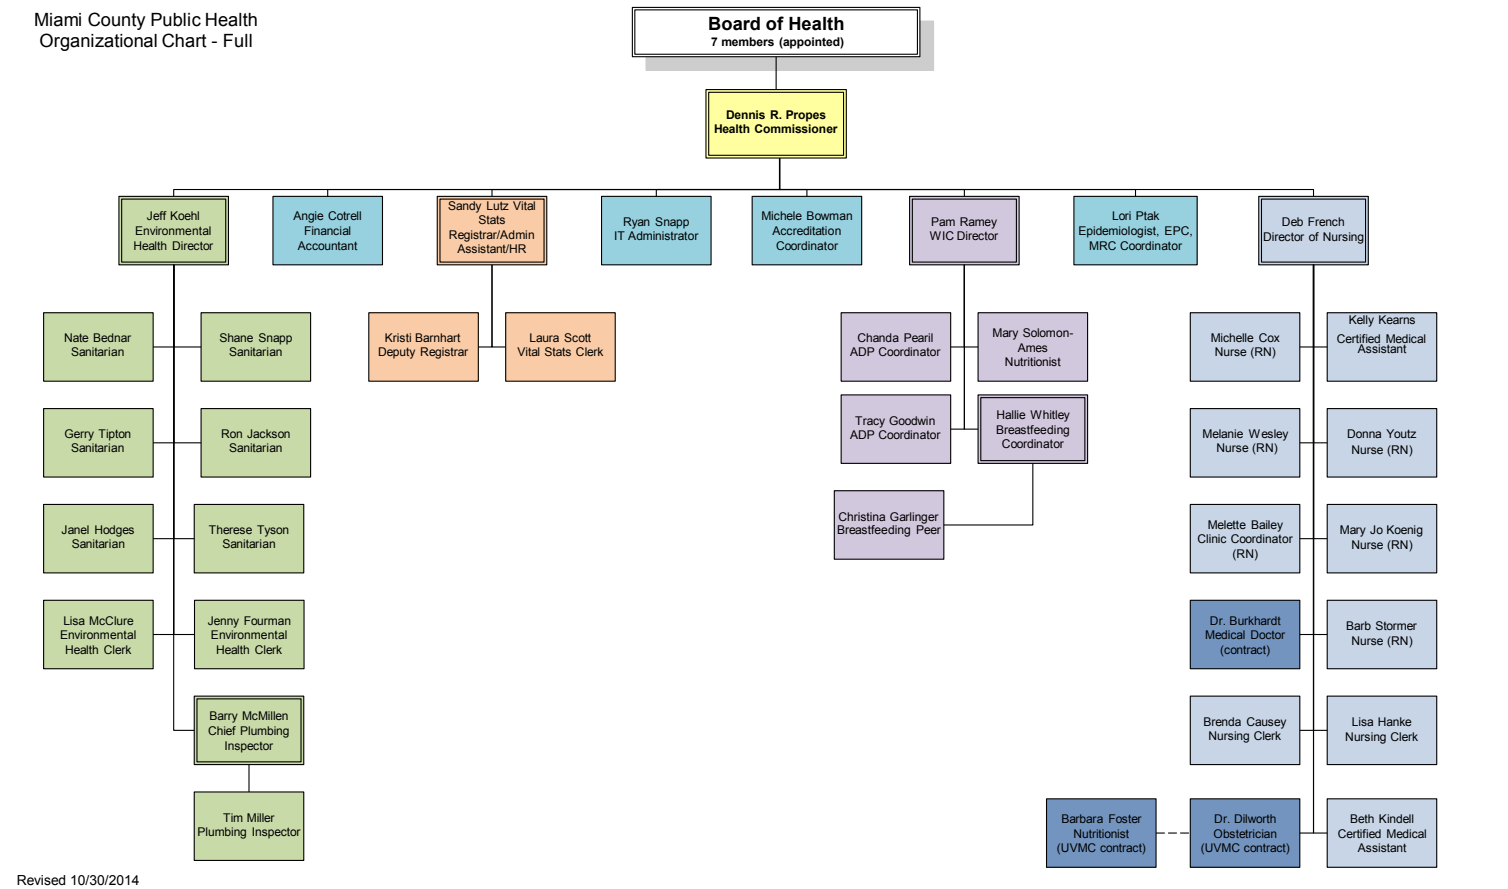 Miami County Public Health
Organizational Chart - Full
Board of Health
7 members (appointed)
Dennis R. Propes
Health Commissioner
Jeff Koehl
Environmental
Health Director
Angie Cotrell
Financial
Accountant
Sandy Lutz Vital
Stats
Registrar/Admin
Assistant/HR
Ryan Snapp
IT Administrator
Michele Bowman
Accreditation
Coordinator
Pam Ramey
WIC Director
Lori Ptak
Epidemiologist, EPC,
MRC Coordinator
Deb French
Director of Nursing
Nate Bednar
Sanitarian
Shane Snapp
Sanitarian
Kristi Barnhart
Deputy Registrar
Laura Scott
Vital Stats Clerk
Chanda Pearil
ADP Coordinator
Mary Solomon-
Ames
Nutritionist
Michelle Cox
Nurse (RN)
Kelly Kearns
Certified Medical
Assistant
Gerry Tipton
Sanitarian
Ron Jackson
Sanitarian
Tracy Goodwin
ADP Coordinator
Hallie Whitley
Breastfeeding
Coordinator
Melanie Wesley
Nurse (RN)
Donna Youtz
Nurse (RN)
Janel Hodges
Sanitarian
Therese Tyson
Sanitarian
Christina Garlinger
Breastfeeding Peer
Melette Bailey
Clinic Coordinator
(RN)
Mary Jo Koenig
Nurse (RN)
Lisa McClure
Environmental
Health Clerk
Jenny Fourman
Environmental
Health Clerk
Dr. Burkhardt
Medical Doctor
(contract)
Barb Stormer
Nurse (RN)
Barry McMillen
Chief Plumbing
Inspector
Brenda Causey
Nursing Clerk
Lisa Hanke
Nursing Clerk
Tim Miller
Plumbing Inspector
Barbara Foster
Nutritionist
(UVMC contract)
Dr. Dilworth
Obstetrician
(UVMC contract)
Beth Kindell
Certified Medical
Assistant
Revised 10/30/2014